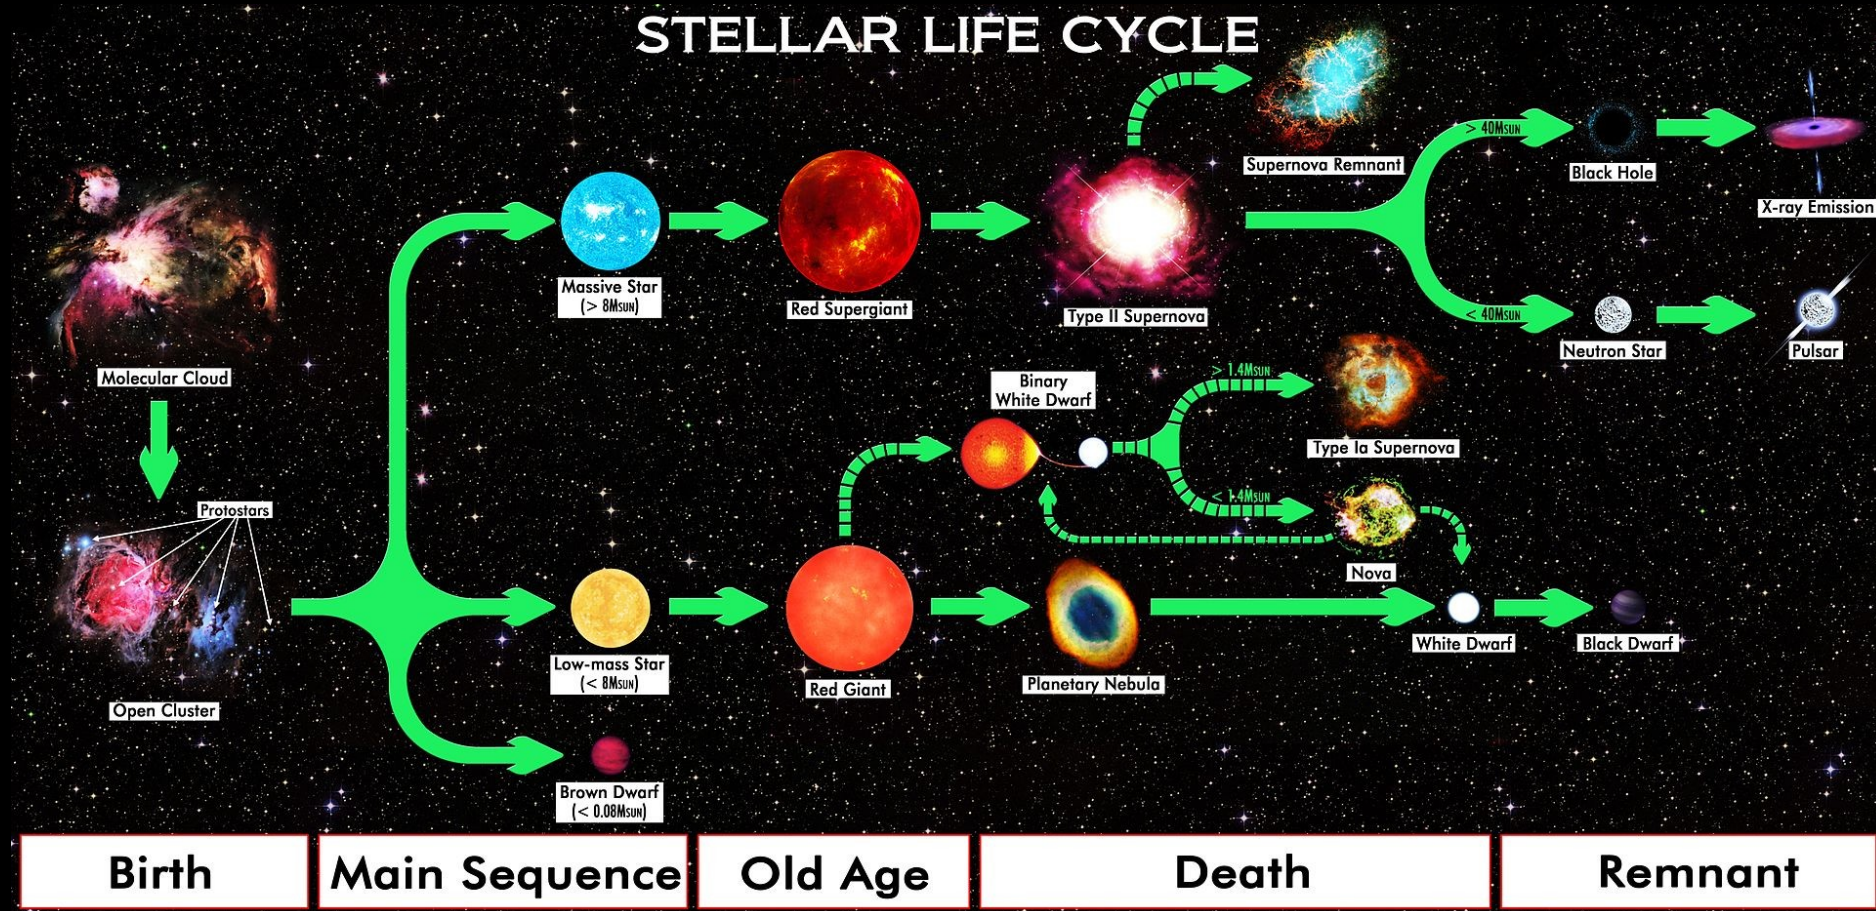 STELLAR LIFE CYCLE
Supernova Remnant
> 40MSUN
Black Hole
X-ray Emission
Massive Star
(> 8MSUN)
Red Supergiant
Type II Supernova
< 40MSUN
Neutron Star
Pulsar
Molecular Cloud
Binary
White Dwarf
> 1.4MSUN
Type Ia Supernova
< 1.4MSUN
Nova
Protostars
Open Cluster
Low-mass Star
(< 8MSUN)
Red Giant
Planetary Nebula
White Dwarf
Black Dwarf
Brown Dwarf
(< 0.08MSUN)
Birth
Main Sequence
Old Age
Death
Remnant